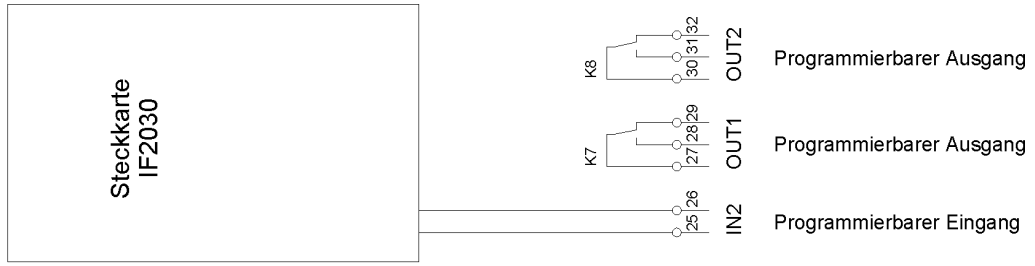 Steckkarte
IF2030
K8
32
31
30
OUT2
Programmierbarer Ausgang
K7
29
28
27
OUT1
Programmierbarer Ausgang
26
25
IN2
Programmierbarer Eingang